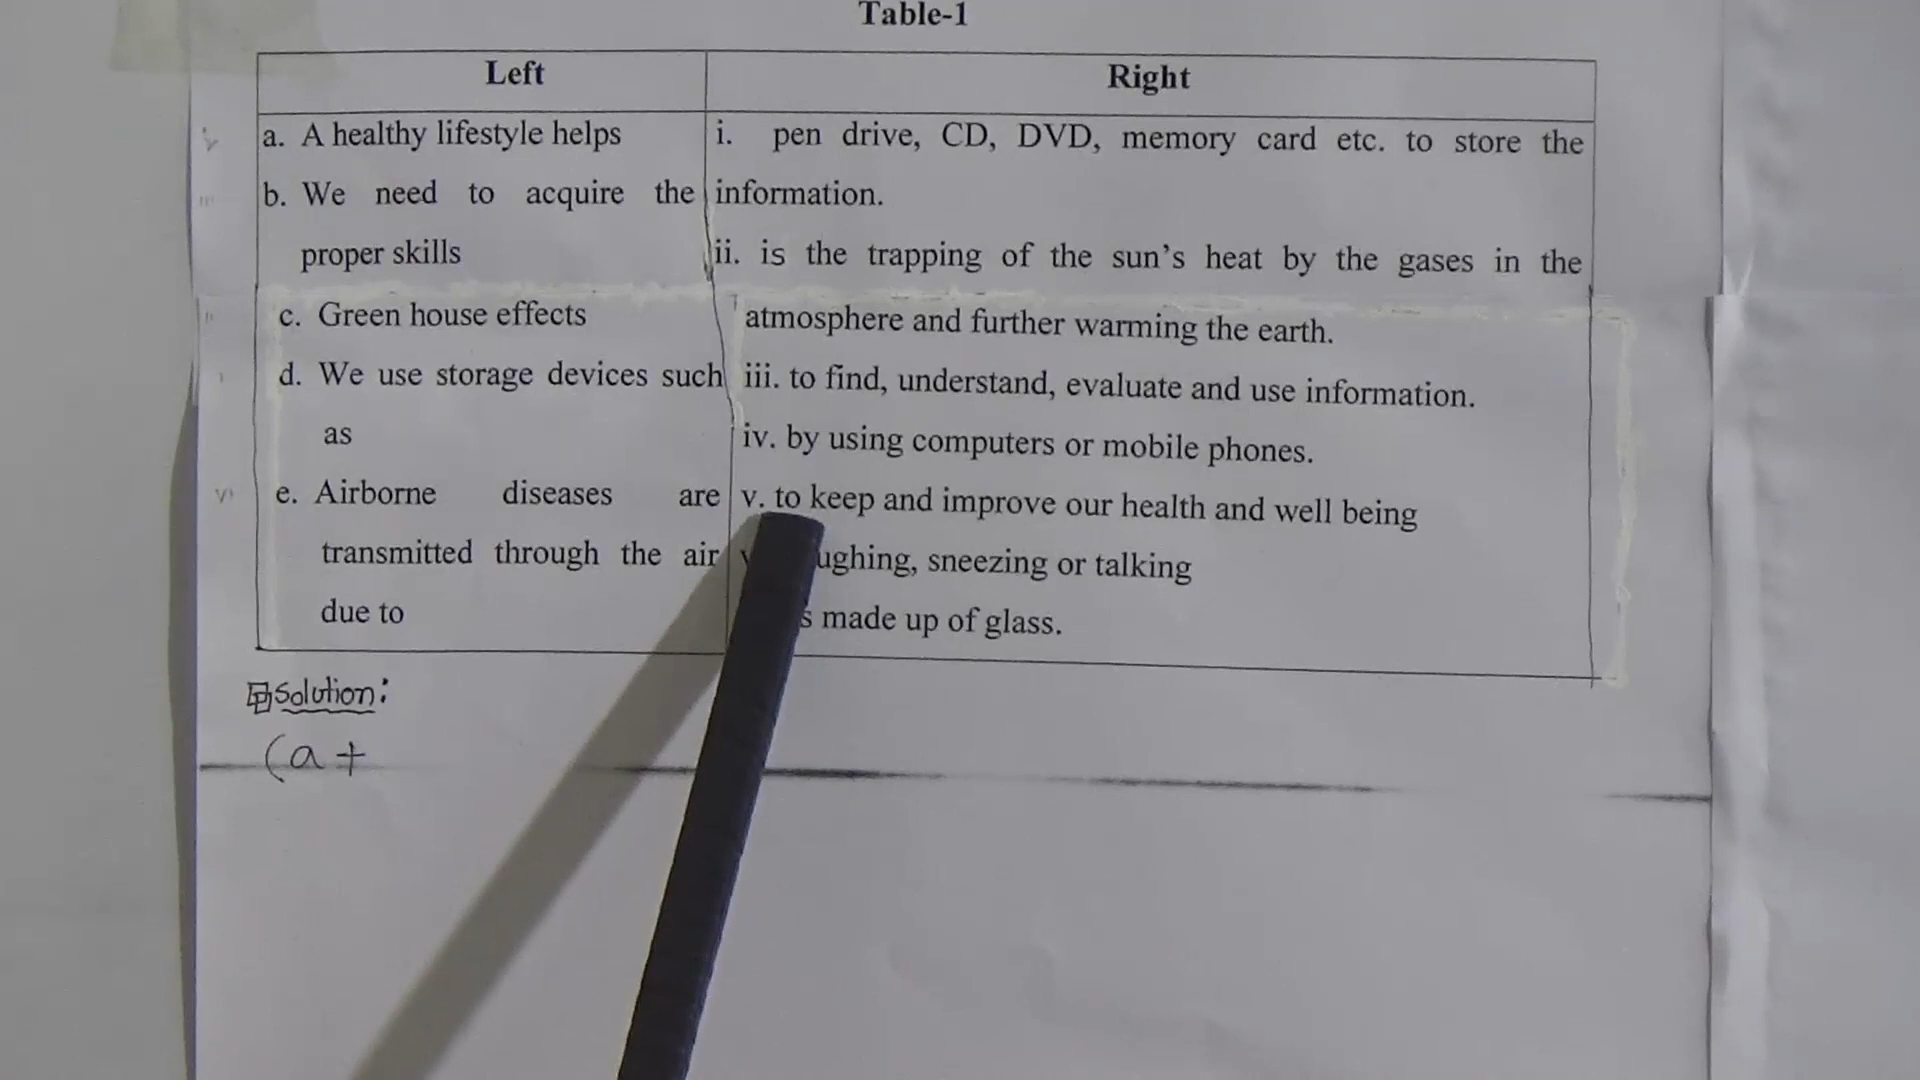 Table-1
Left
Right
a. A healthy lifestyle helps
b. We need to acquire the
proper skills
c. Green house effects
d. We use storage devices such
as
e. Airborne diseases are
transmitted through the air
due to
i. pen drive, CD, DVD, memory card etc. to store the
information.
ii. is the trapping of the sun's heat by the gases in the
atmosphere and further warming the earth.
iii. to find, understand, evaluate and use information.
iv. by using computers or mobile phones.
v. to keep and improve our health and well being
sneezing or talking
made up of glass.
Solution:
(a +